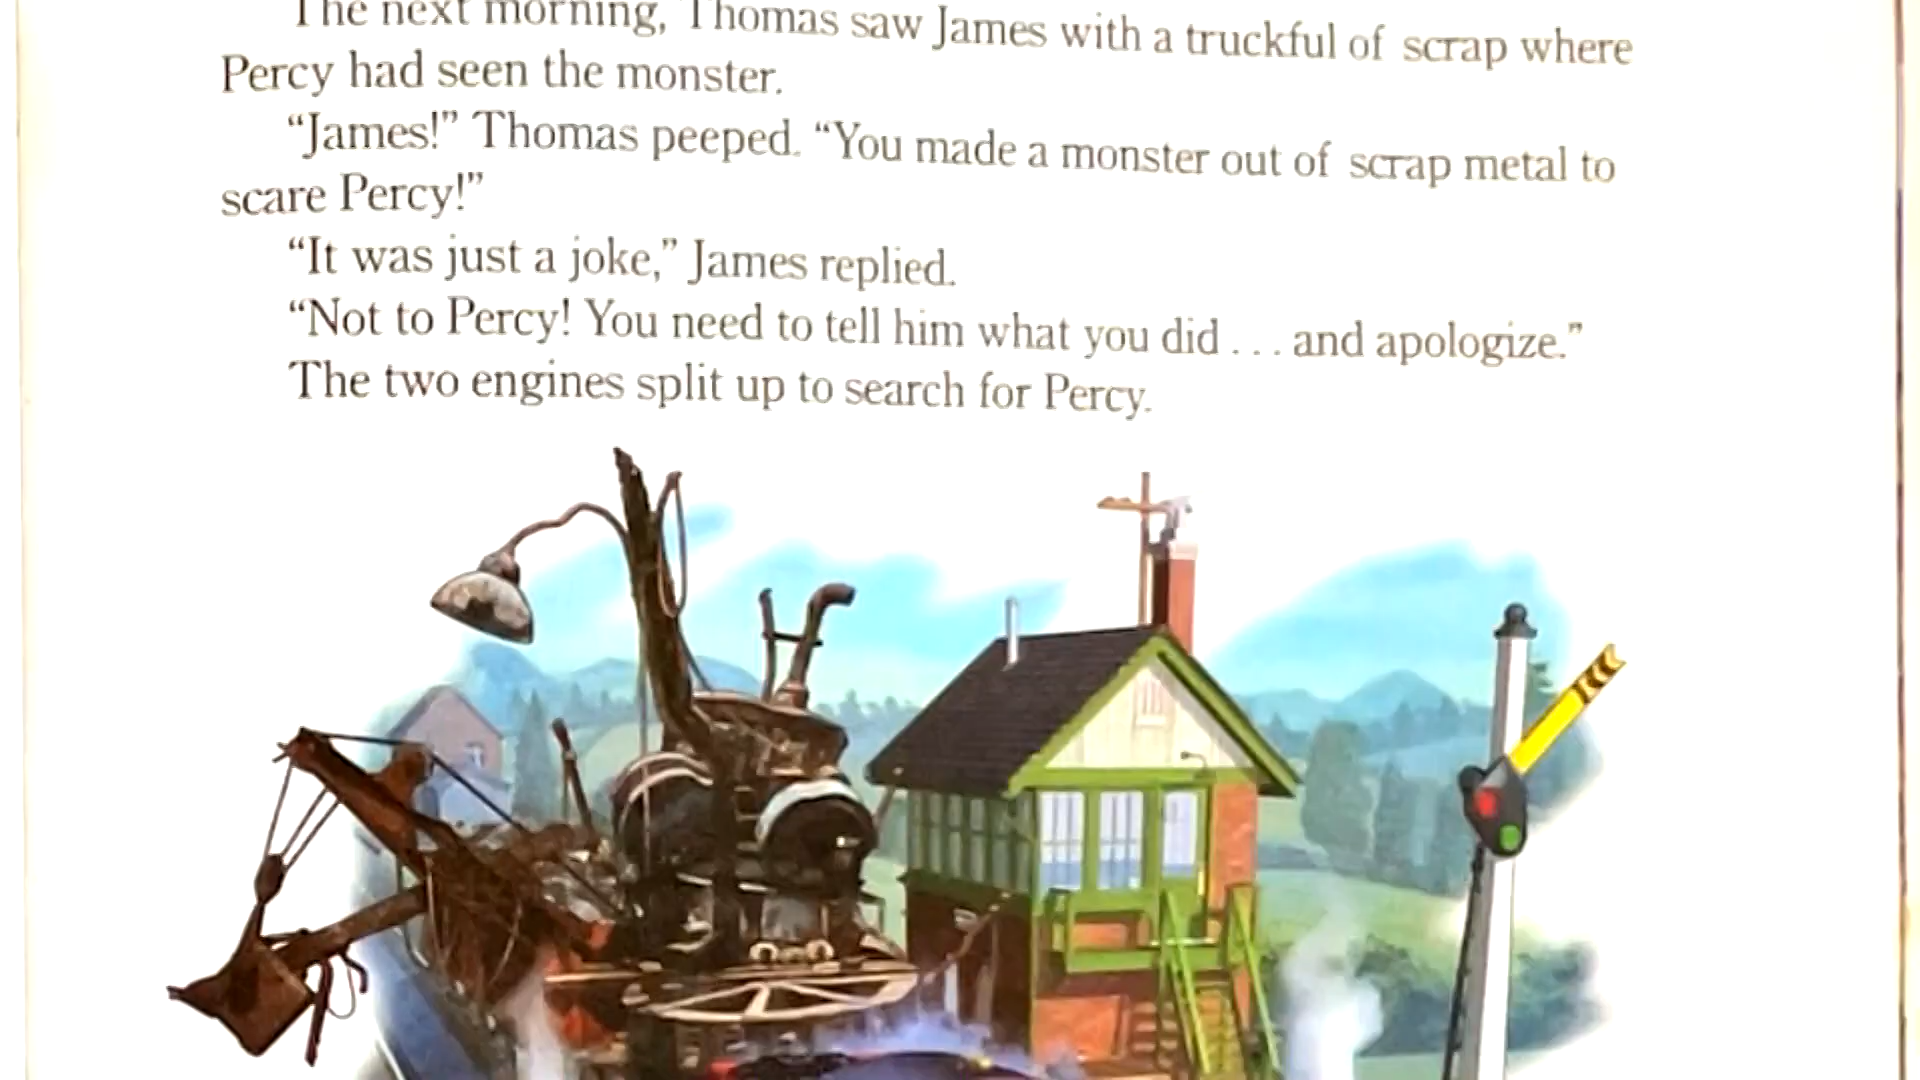 The next morning, Thomas saw James with a truckful of scrap where
Percy had seen the monster.
“James!” Thomas peeped. “You made a monster out of scrap metal to
scare Percy!”
“It was just a joke,” James replied.
“Not to Percy! You need to tell him what you did . . . and apologize.”
The two engines split up to search for Percy.